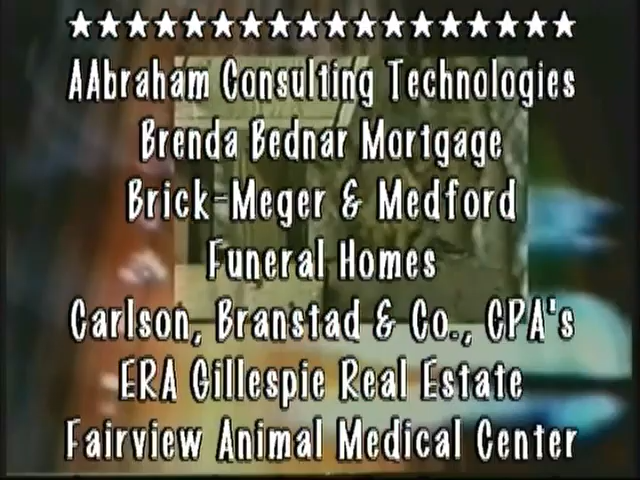 ★★★★★★★★★★★★★★★★★★
AAbraham Consulting Technologies
Brenda Bednar Mortgage
Brick-Meger & Medford
Funeral Homes
Carlson, Branstad & Co., CPA's
ERA Gillespie Real Estate
Fairview Animal Medical Center